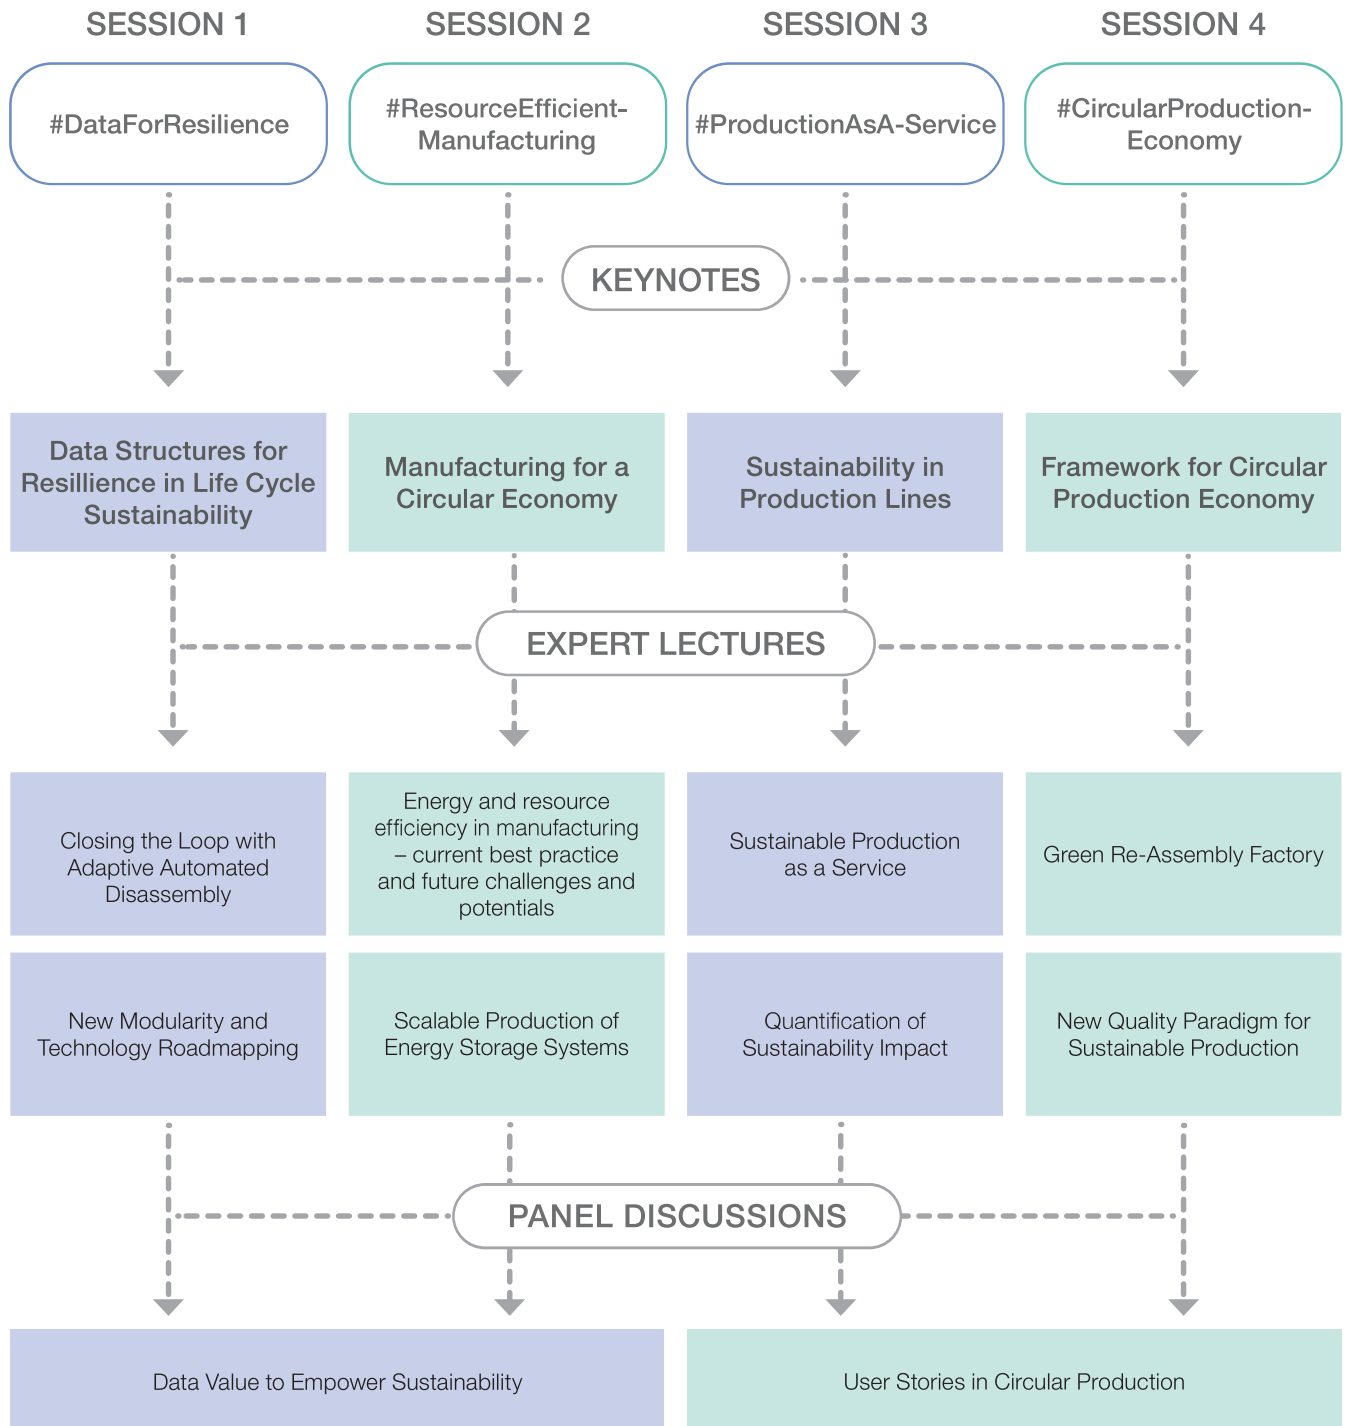 SESSION 1
SESSION 2
SESSION 3
SESSION 4
#DataForResilience
#ResourceEfficient-
Manufacturing
#ProductionAsA-Service
#CircularProduction-
Economy
KEYNOTES
Data Structures for
Resillience in Life Cycle
Sustainability
Manufacturing for a
Circular Economy
Sustainability in
Production Lines
Framework for Circular
Production Economy
EXPERT LECTURES
Closing the Loop with
Adaptive Automated
Disassembly
Energy and resource
efficiency in manufacturing
– current best practice
and future challenges and
potentials
Sustainable Production
as a Service
Green Re-Assembly Factory
New Modularity and
Technology Roadmapping
Scalable Production of
Energy Storage Systems
Quantification of
Sustainability Impact
New Quality Paradigm for
Sustainable Production
PANEL DISCUSSIONS
Data Value to Empower Sustainability
User Stories in Circular Production